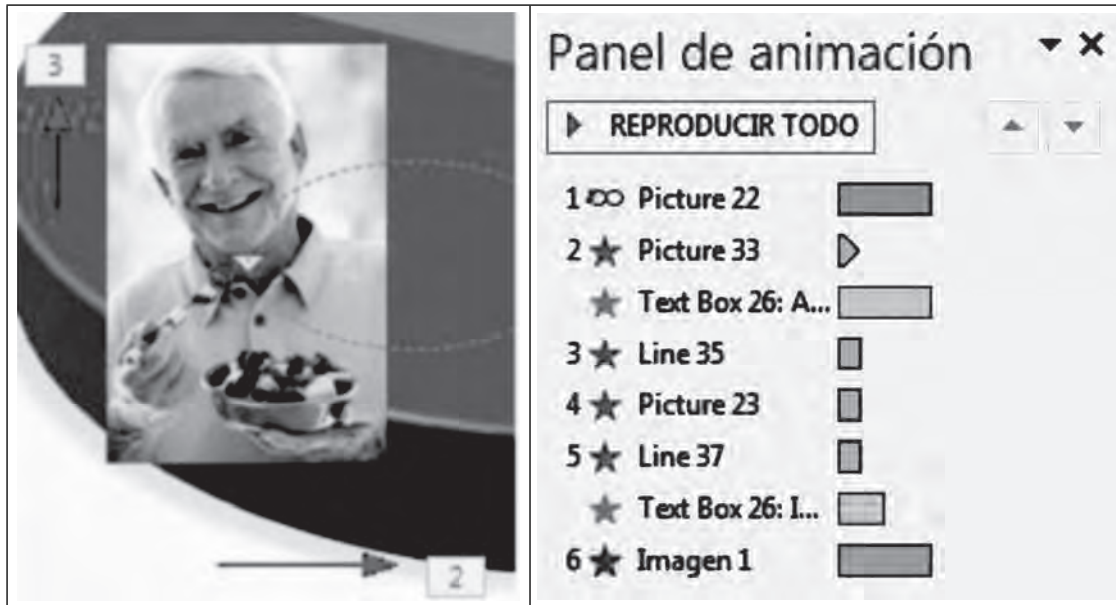 3
2
Panel de animación
REPRODUCIR TODO
1 Picture 22
2 Picture 33
Text Box 26: A...
3 Line 35
4 Picture 23
5 Line 37
Text Box 26: I...
6 Imagen 1